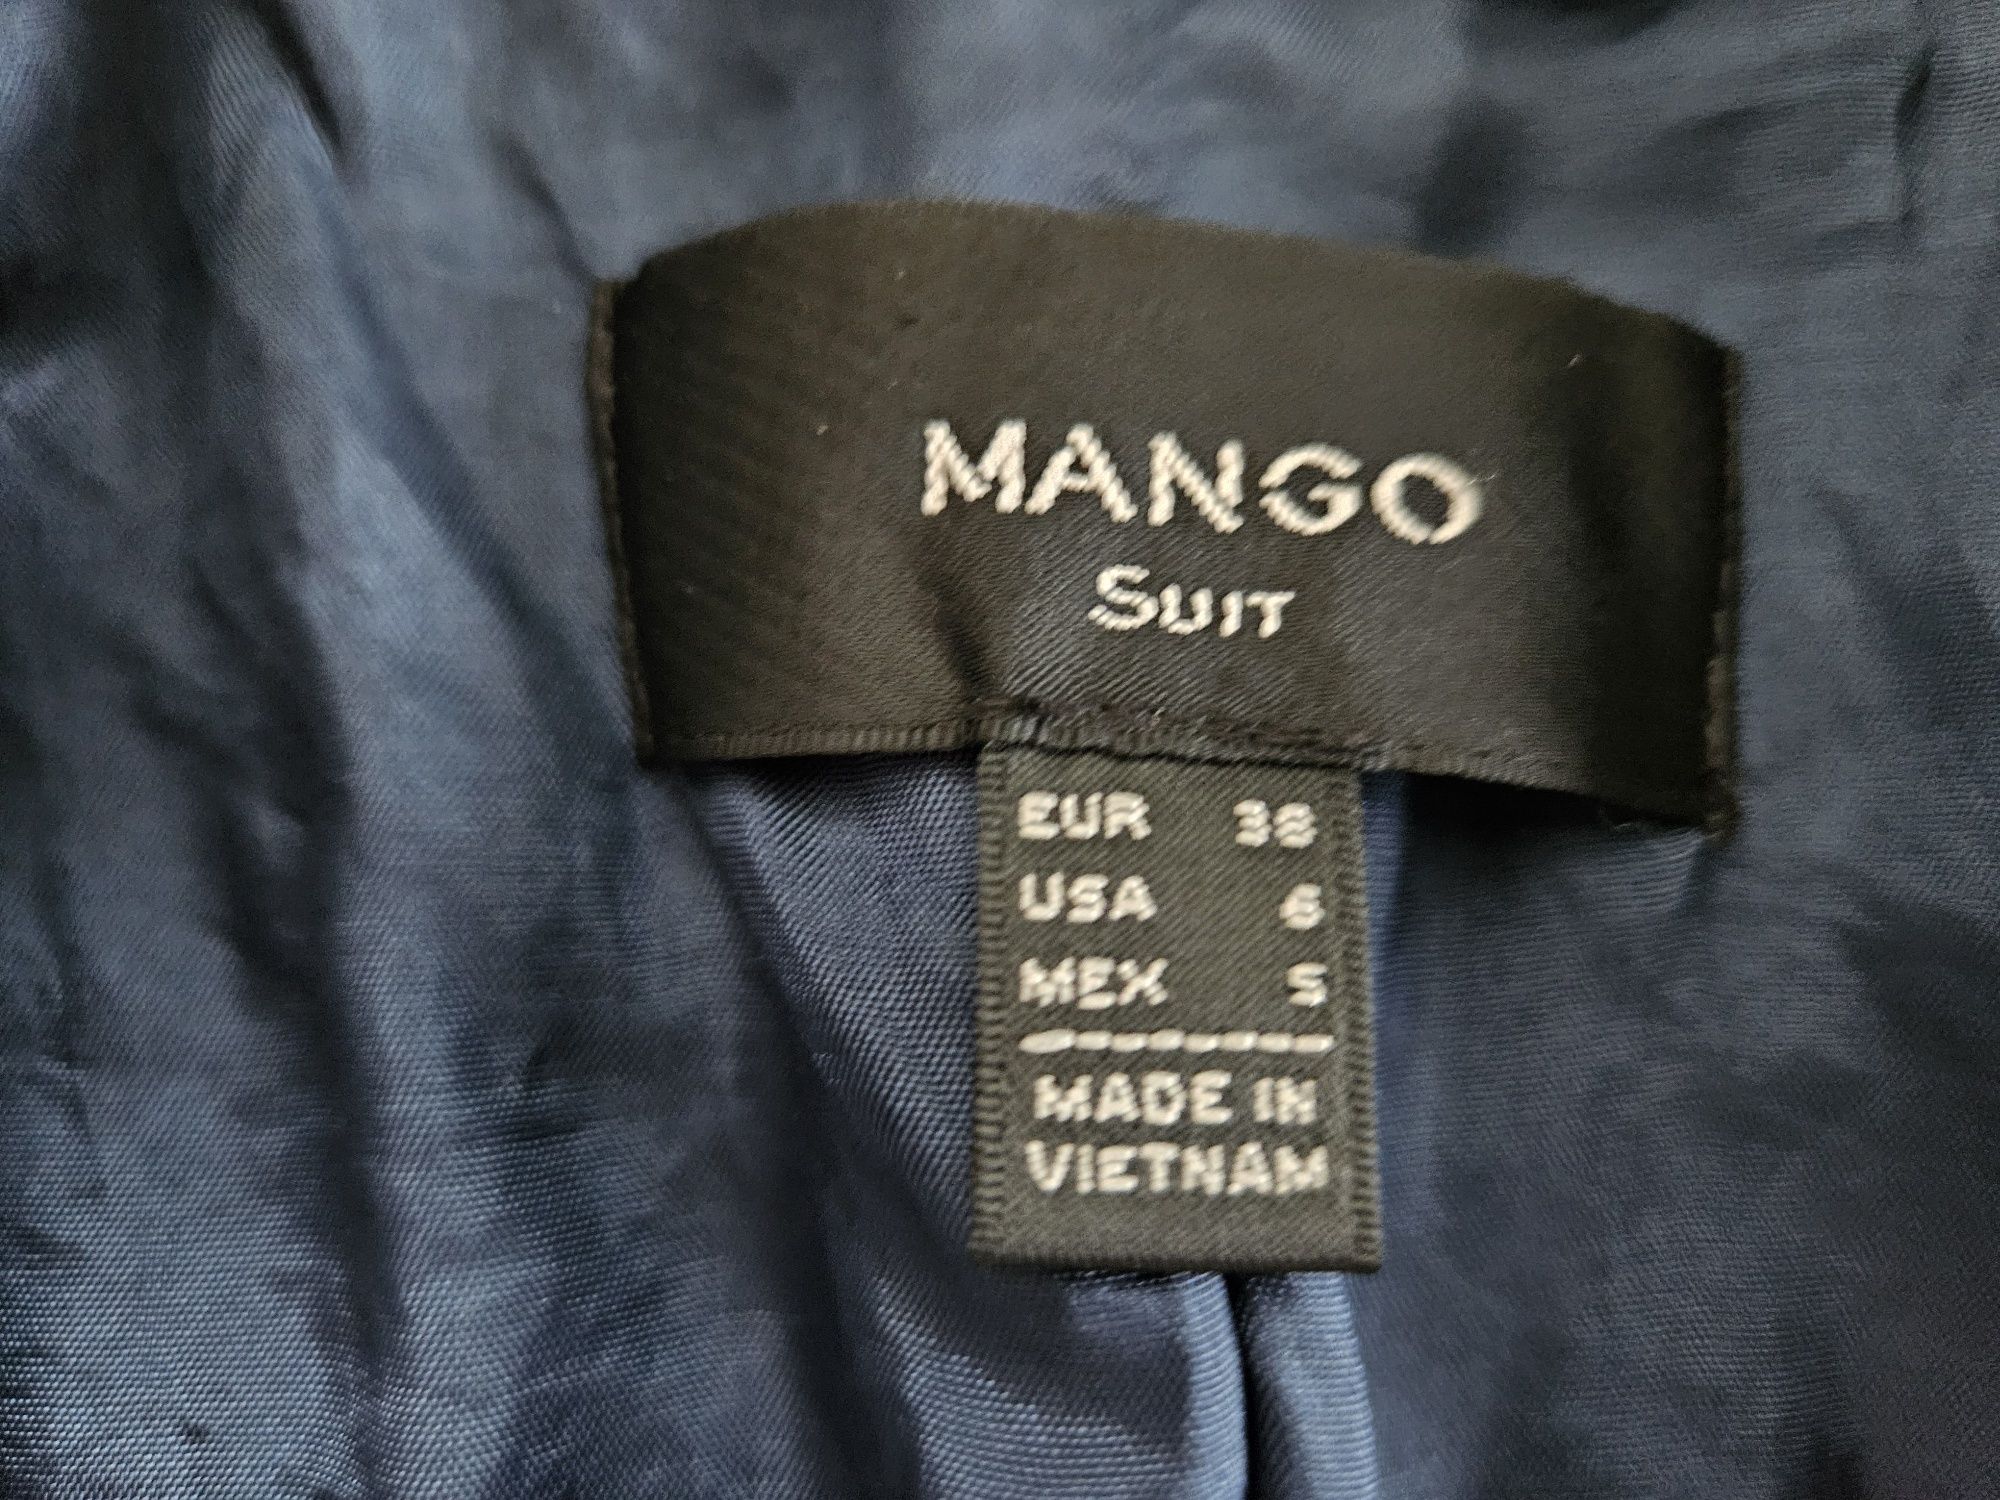 MANGO
SUIT
EUR 38
USA 6
MEX S
MADE IN
VIETNAM